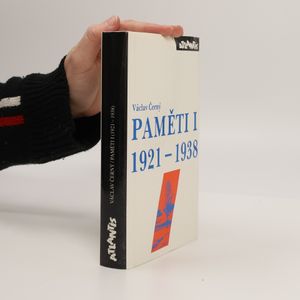 ATLANTIS
Václav Černý
PAMĚTI I
1921 – 1938
VÁCLAV ČERNÝ / PAMĚTI I (1921 – 1938)
ATLANTIS